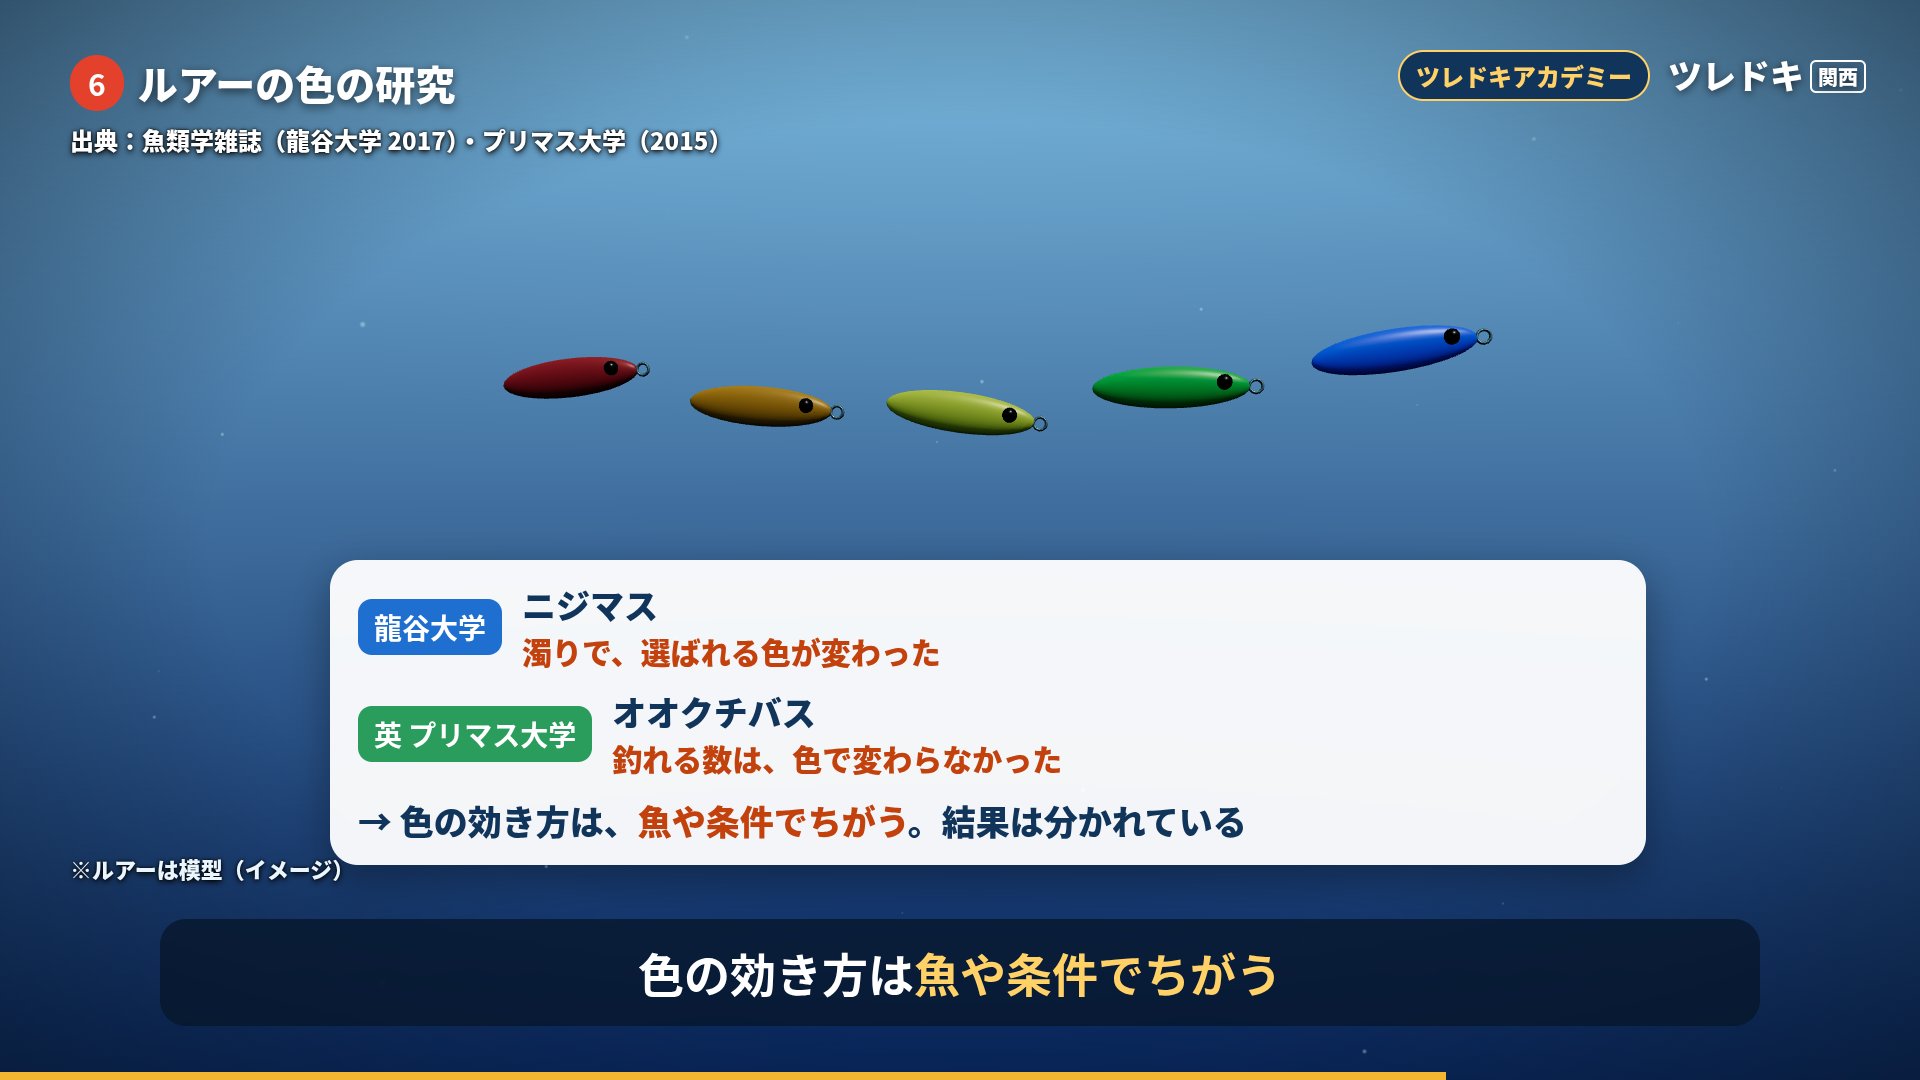 6 ルアーの色の研究
ツレドキアカデミー ツレドキ 関西
出典：魚類学雑誌（龍谷大学 2017）・プリマス大学（2015）
龍谷大学
ニジマス
濁りで、選ばれる色が変わった
英 プリマス大学
オオクチバス
釣れる数は、色で変わらなかった
→ 色の効き方は、魚や条件でちがう。結果は分かれている
※ルアーは模型（イメージ）
色の効き方は魚や条件でちがう